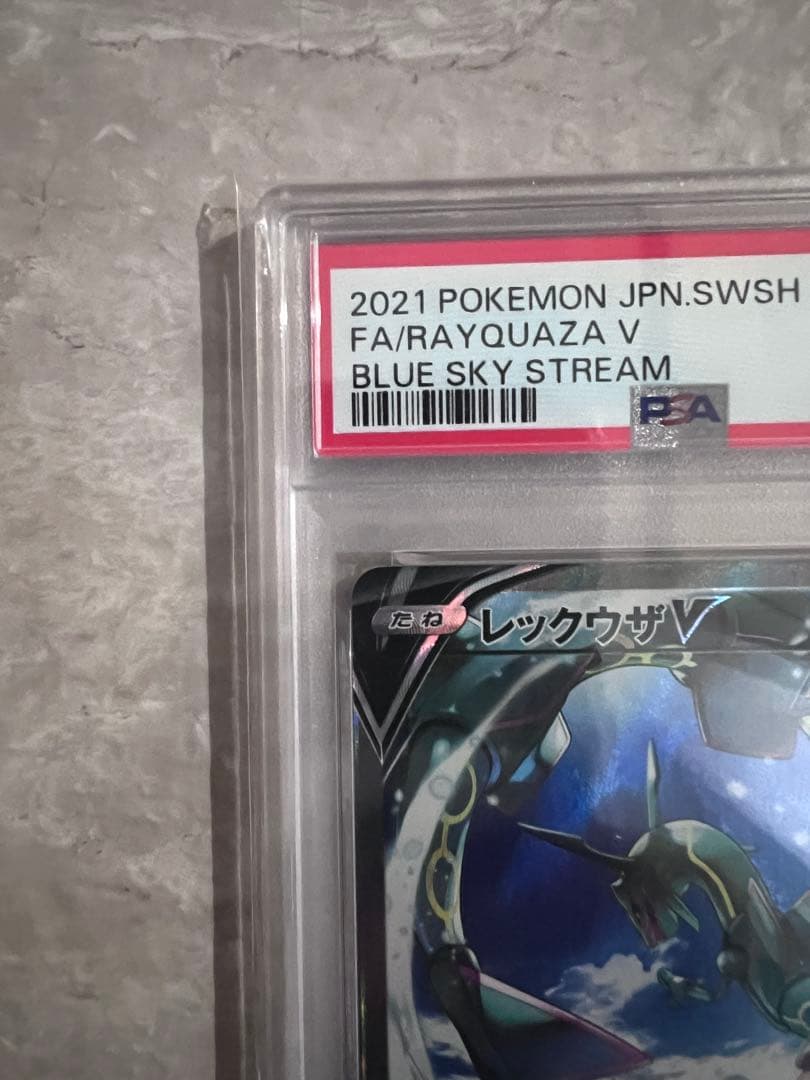 2021 POKEMON JPN.SWSH
FA/RAYQUAZA V
BLUE SKY STREAM
PSA
たね レックウザV